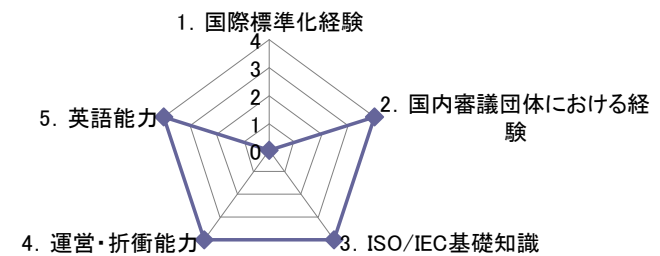 1. 国際標準化経験
4
3
2
1
0
2. 国内審議団体における経
験
3. ISO/IEC基礎知識
4. 運営・折衝能力
5. 英語能力